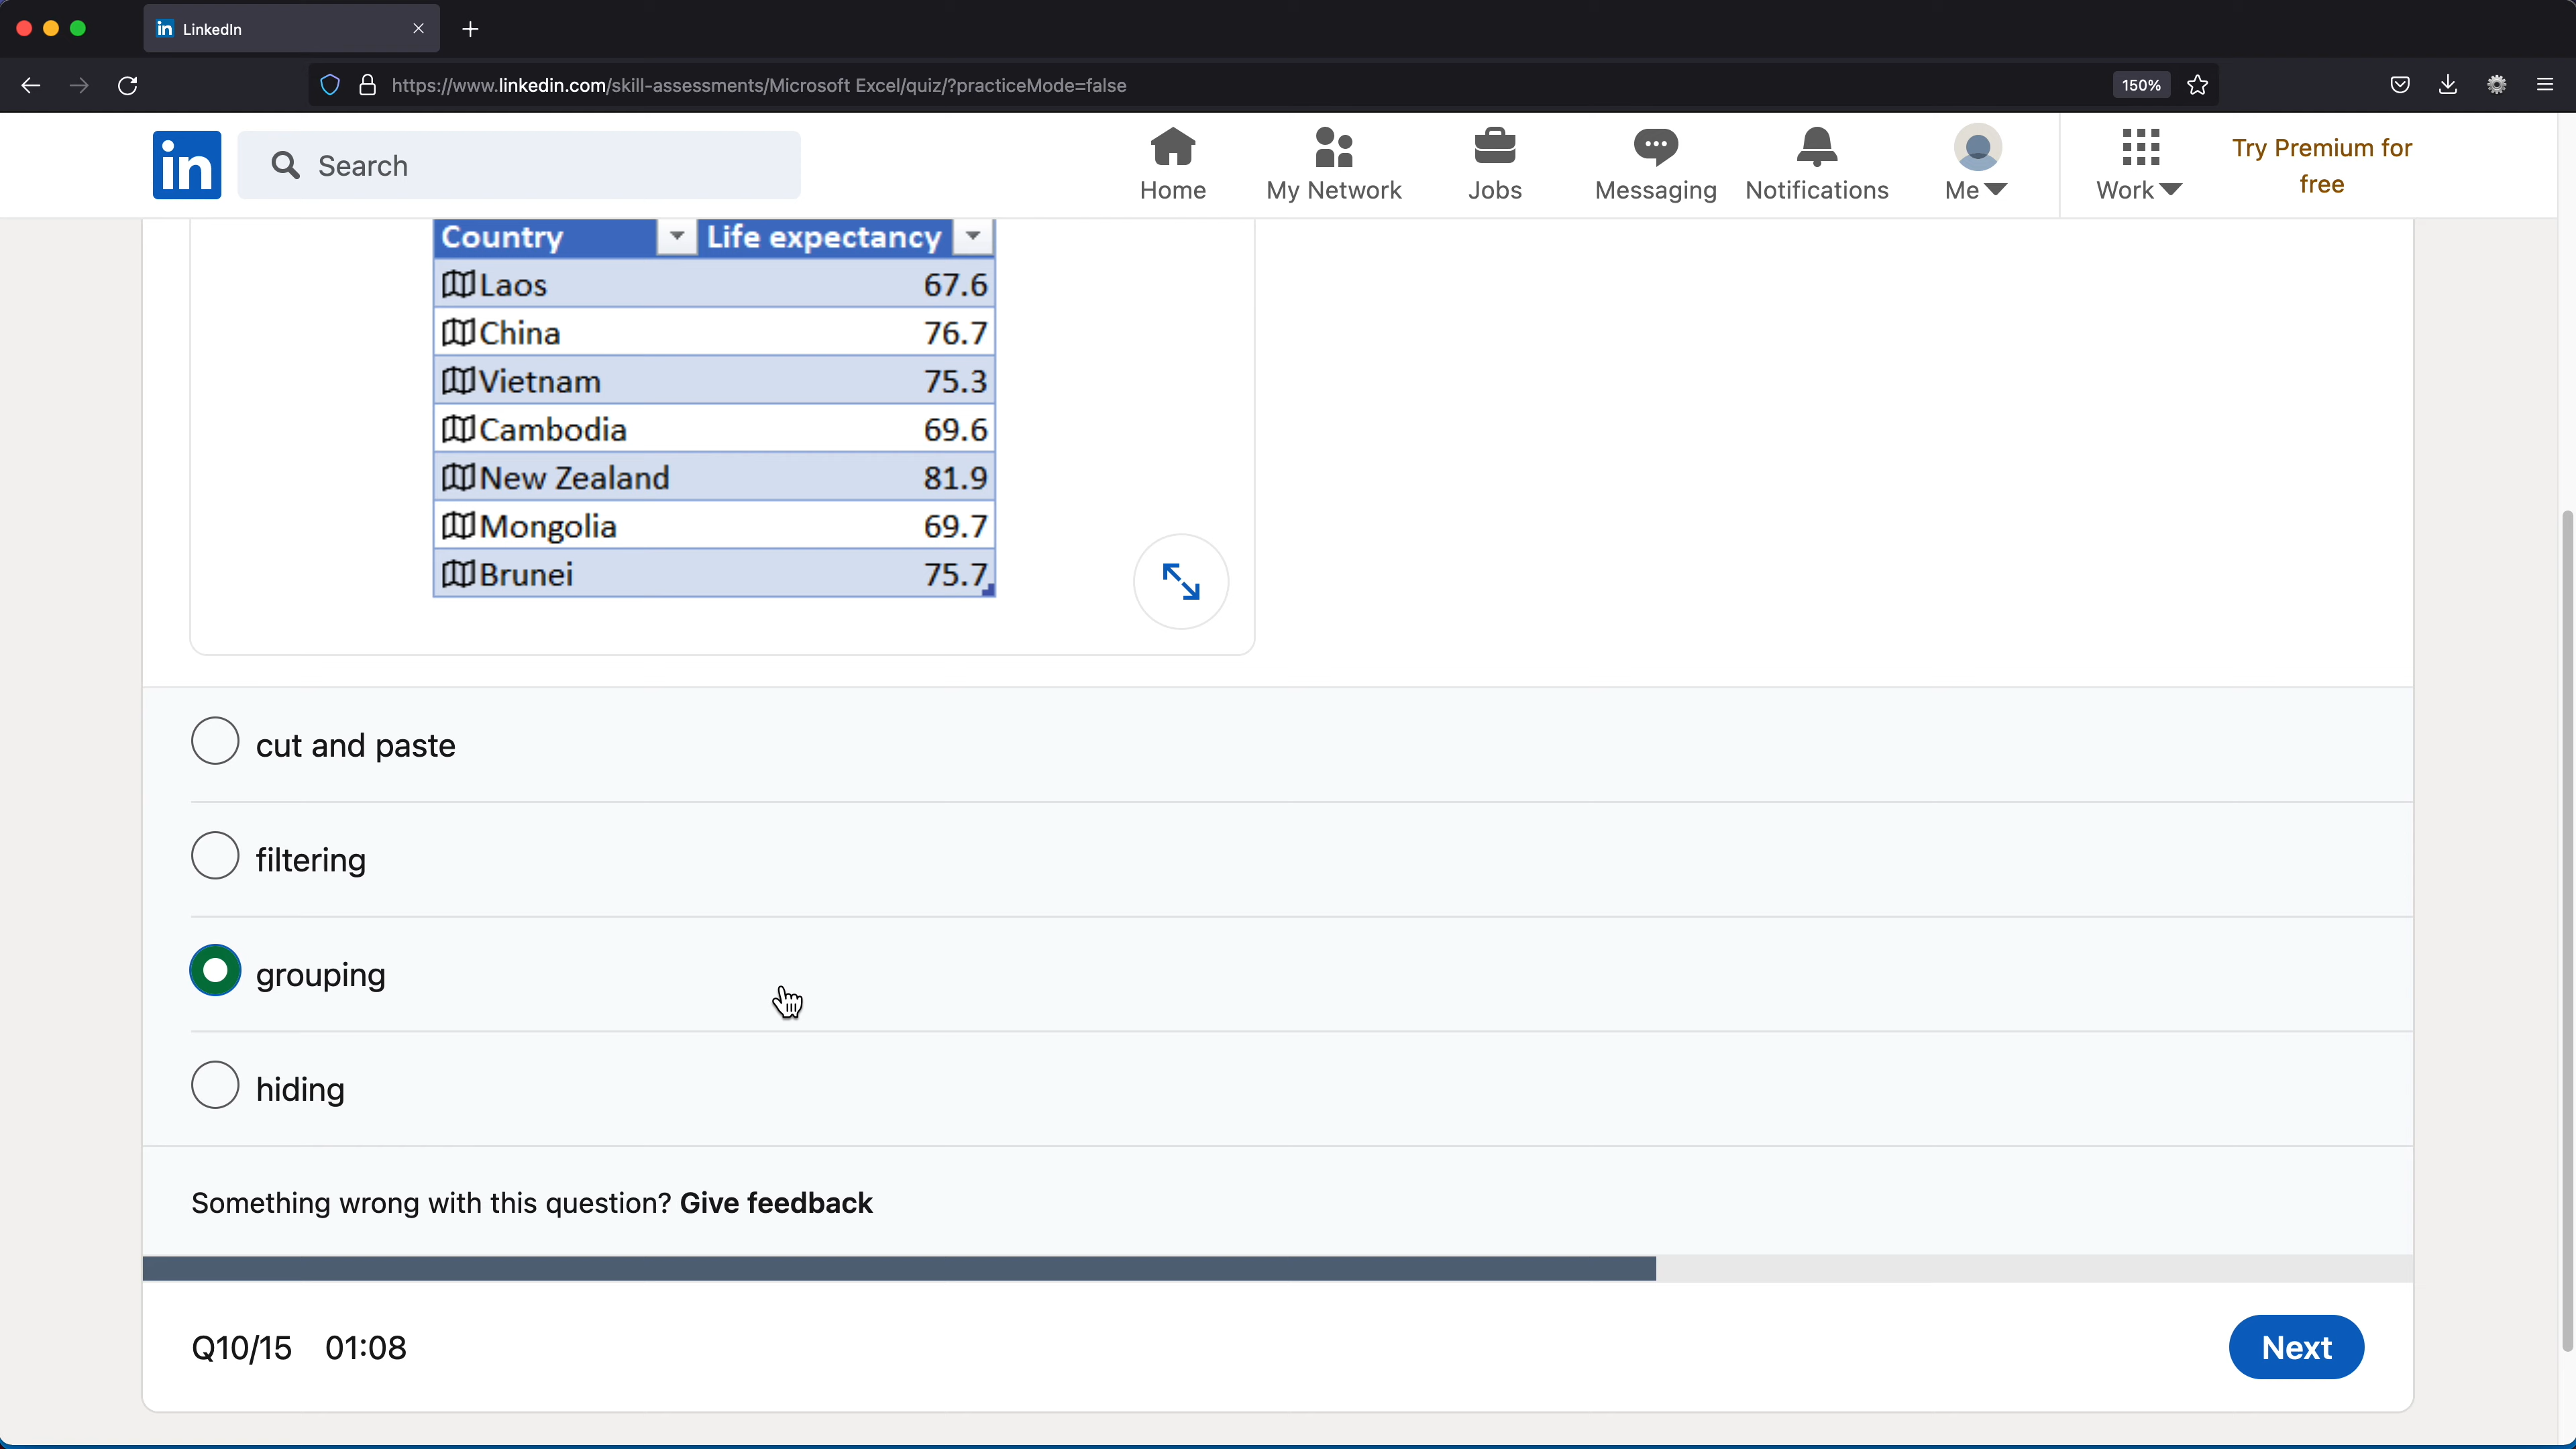 LinkedIn
https://www.linkedin.com/skill-assessments/Microsoft Excel/quiz/?practiceMode=false
150%
in
Search
Home
My Network
Jobs
Messaging
Notifications
Me
Work
Try Premium for
free
Country Life expectancy
Laos 67.6
China 76.7
Vietnam 75.3
Cambodia 69.6
New Zealand 81.9
Mongolia 69.7
Brunei 75.7
cut and paste
filtering
grouping
hiding
Something wrong with this question? Give feedback
Q10/15 01:08
Next